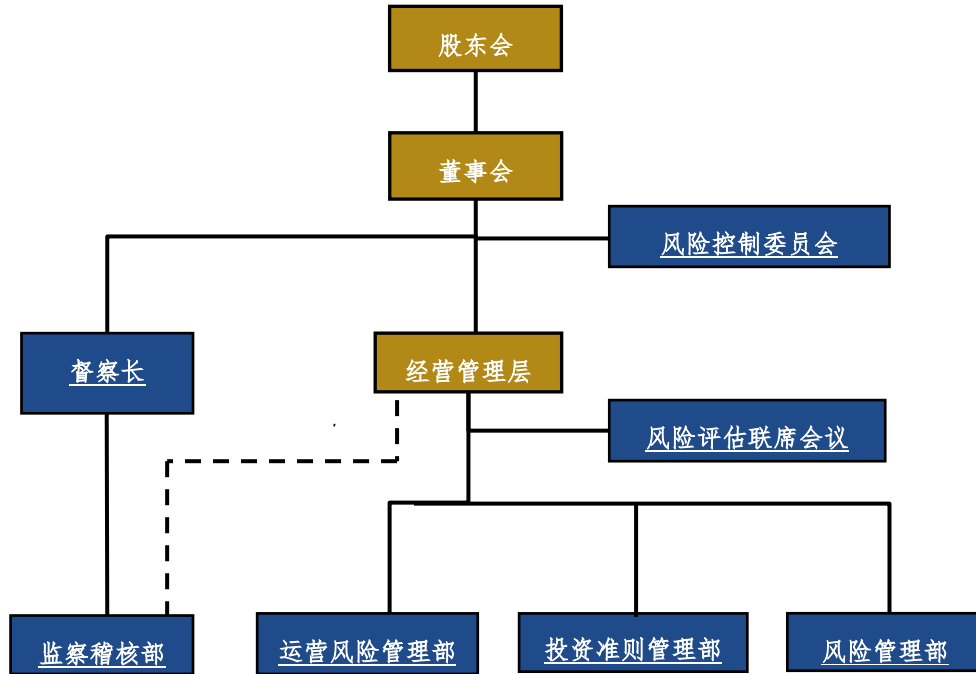 股东会
董事会
风险控制委员会
督察长
经营管理层
风险评估联席会议
监察稽核部
运营风险管理部
投资准则管理部
风险管理部